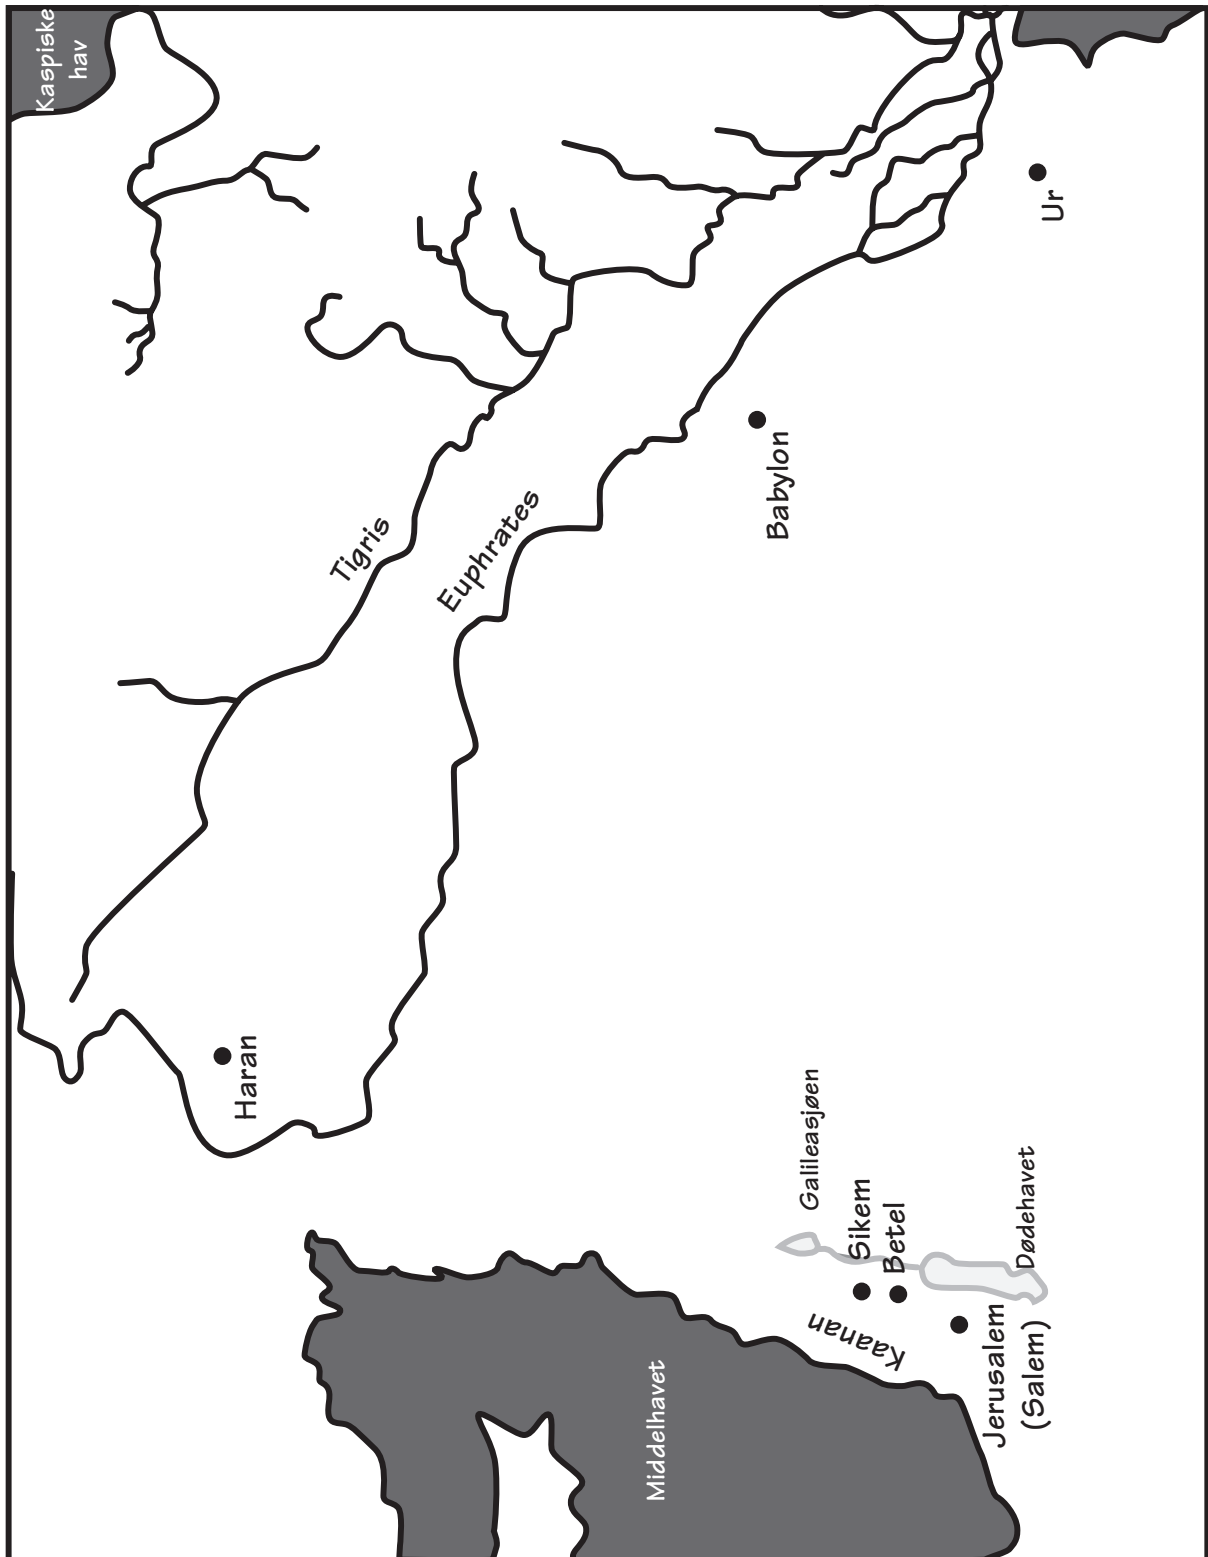 Kaspiske
hav
Tigris
Euphrates
Haran
Babylon
Ur
Middelhavet
Galileasjøen
Sikem
Betel
Kaanan
Dødehavet
Jerusalem
(Salem)